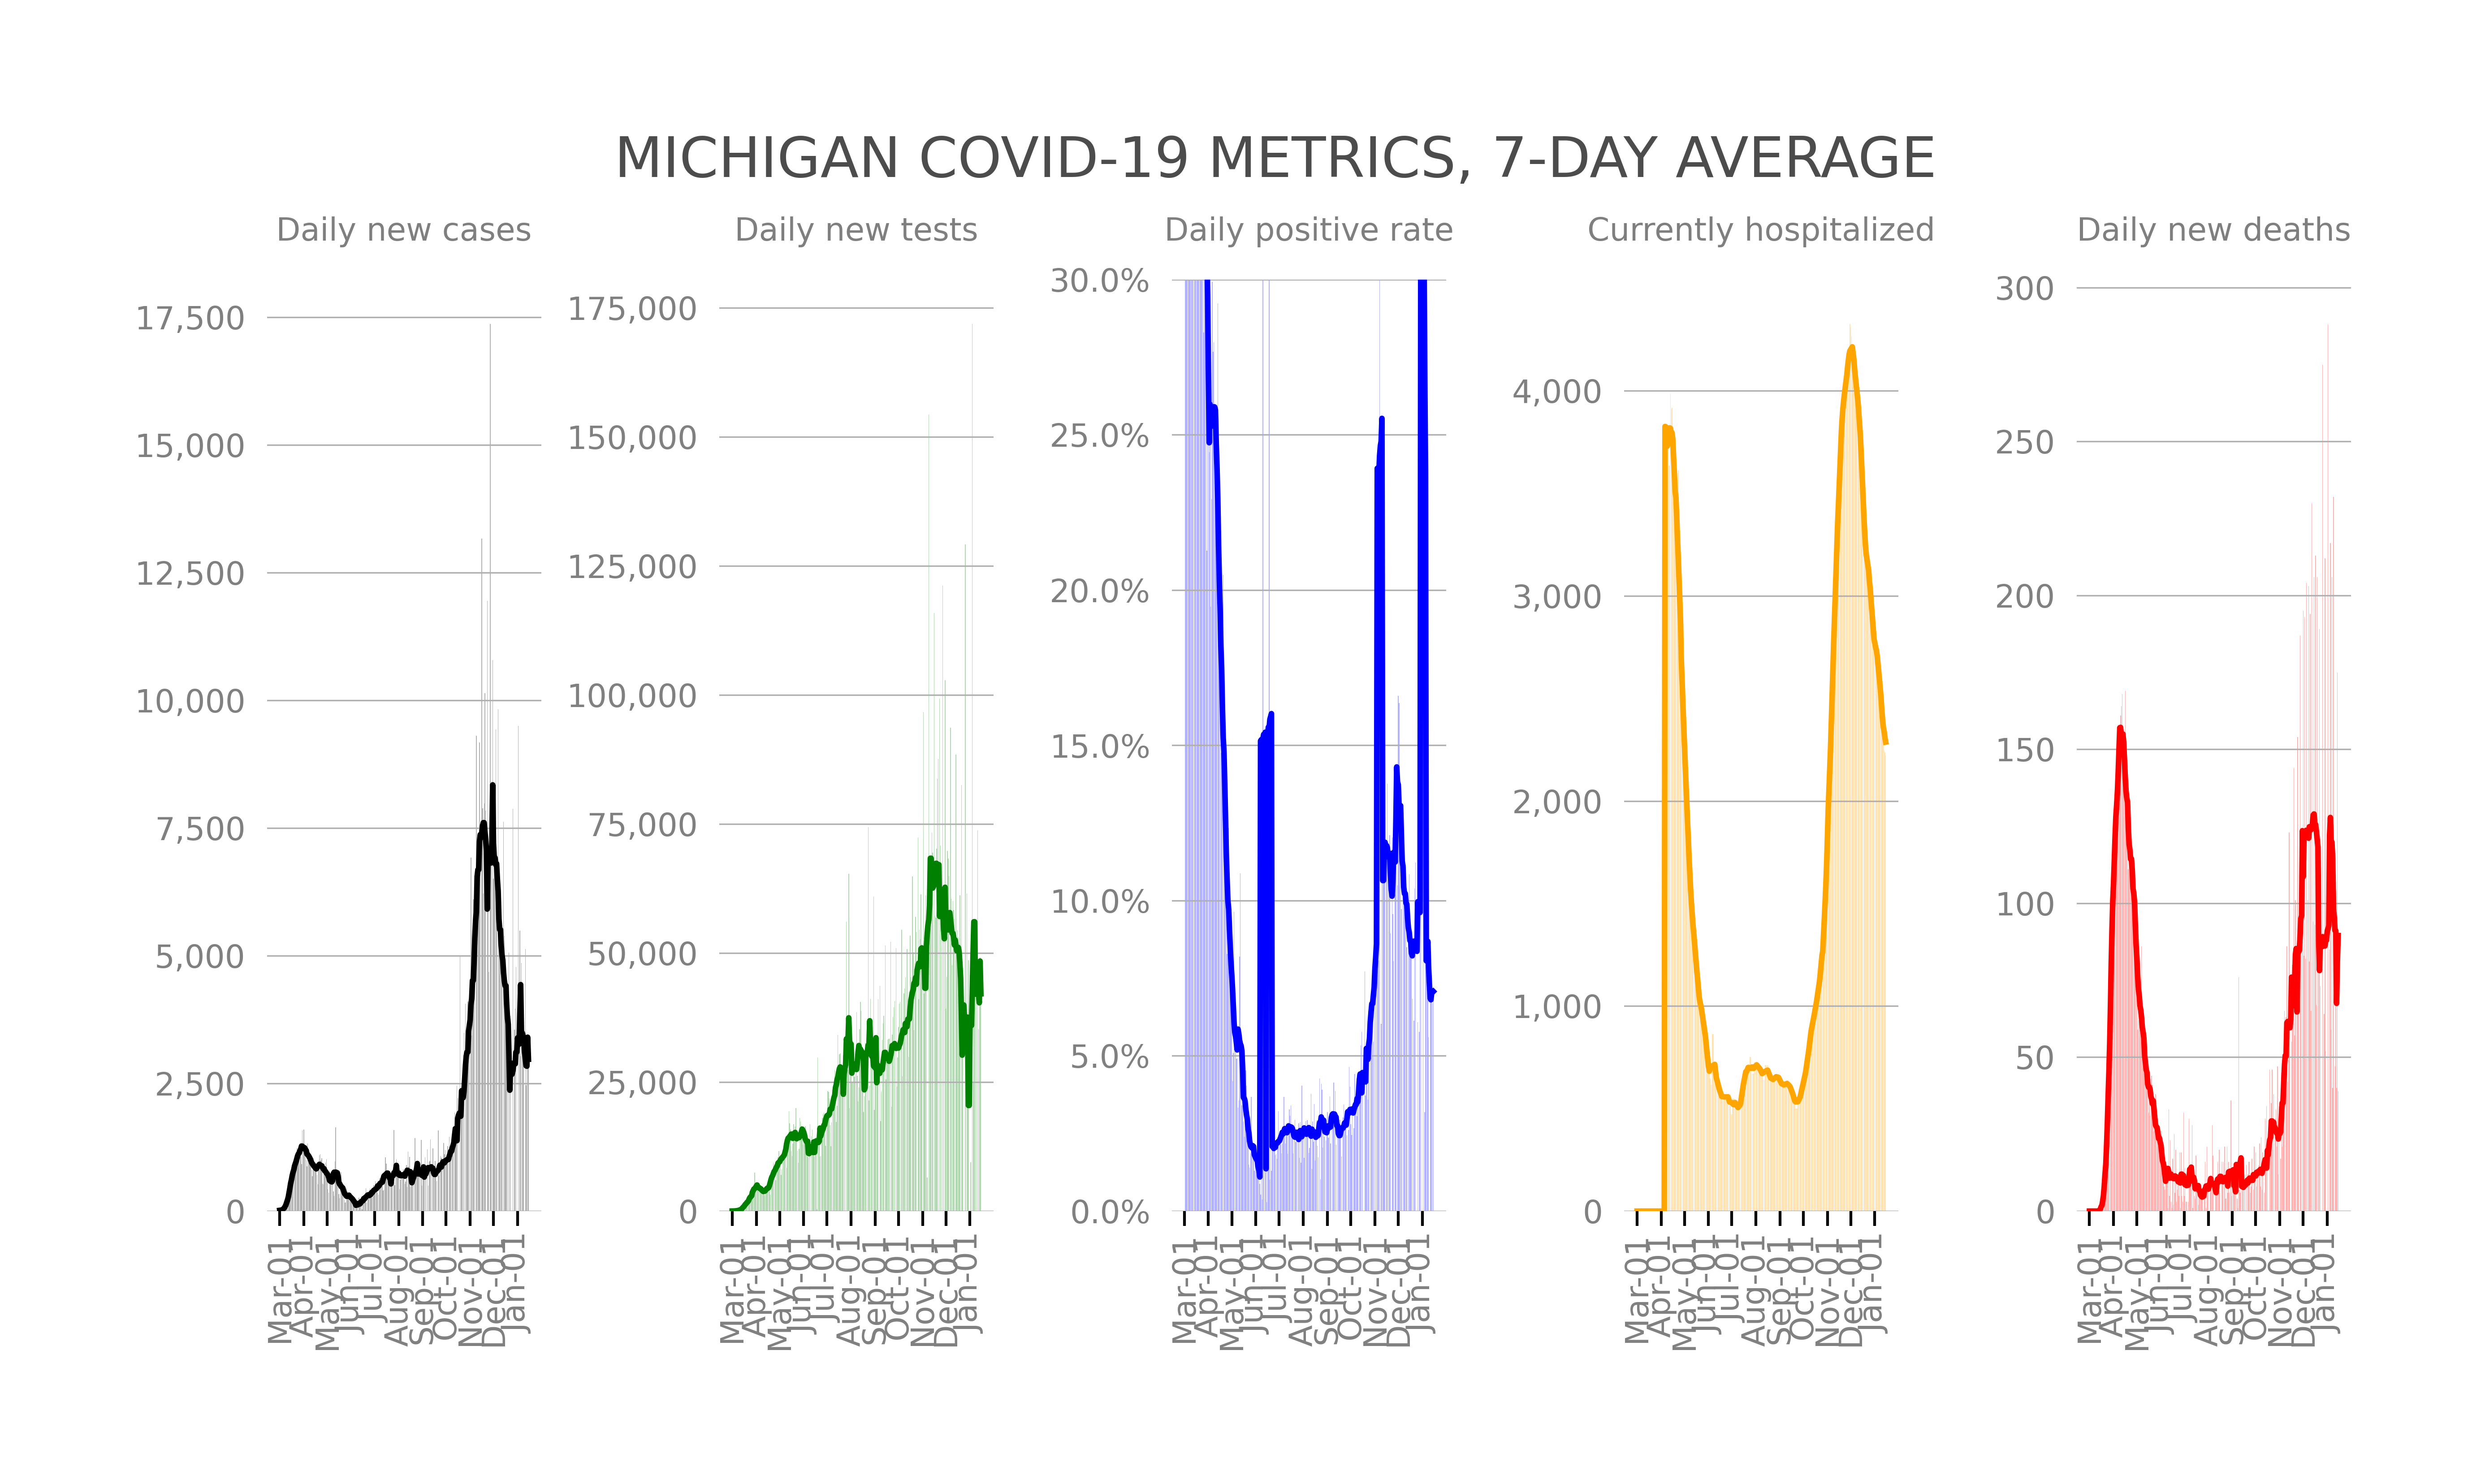 MICHIGAN COVID-19 METRICS, 7-DAY AVERAGE
Daily new cases
17,500
15,000
12,500
10,000
7,500
5,000
2,500
0
Mar-01
Apr-01
May-01
Jun-01
Jul-01
Aug-01
Sep-01
Oct-01
Nov-01
Dec-01
Jan-01
Daily new tests
175,000
150,000
125,000
100,000
75,000
50,000
25,000
0
Mar-01
Apr-01
May-01
Jun-01
Jul-01
Aug-01
Sep-01
Oct-01
Nov-01
Dec-01
Jan-01
Daily positive rate
30.0%
25.0%
20.0%
15.0%
10.0%
5.0%
0.0%
Mar-01
Apr-01
May-01
Jun-01
Jul-01
Aug-01
Sep-01
Oct-01
Nov-01
Dec-01
Jan-01
Currently hospitalized
4,000
3,000
2,000
1,000
0
Mar-01
Apr-01
May-01
Jun-01
Jul-01
Aug-01
Sep-01
Oct-01
Nov-01
Dec-01
Jan-01
Daily new deaths
300
250
200
150
100
50
0
Mar-01
Apr-01
May-01
Jun-01
Jul-01
Aug-01
Sep-01
Oct-01
Nov-01
Dec-01
Jan-01